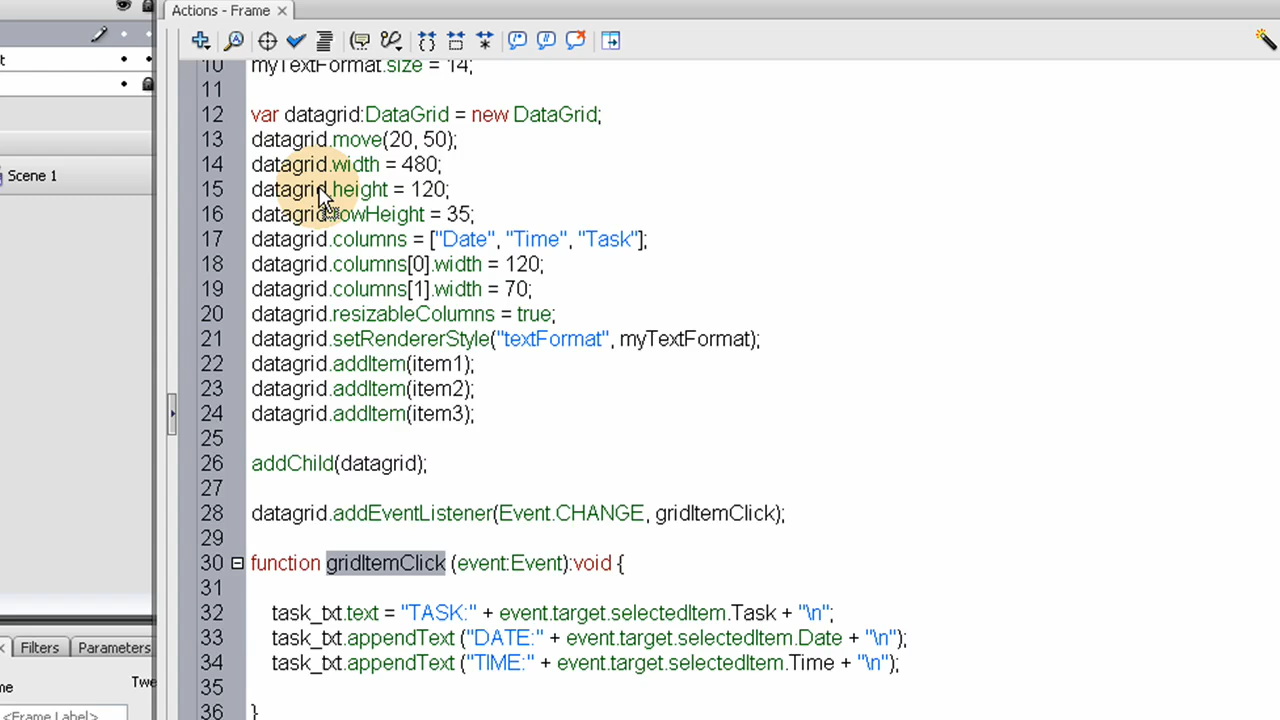 Actions - Frame
10 myTextFormat.size = 14;
11
12 var datagrid:DataGrid = new DataGrid;
13 datagrid.move(20, 50);
14 datagrid.width = 480;
15 datagrid.height = 120;
16 datagrid.rowHeight = 35;
17 datagrid.columns = ["Date", "Time", "Task"];
18 datagrid.columns[0].width = 120;
19 datagrid.columns[1].width = 70;
20 datagrid.resizableColumns = true;
21 datagrid.setRendererStyle("textFormat", myTextFormat);
22 datagrid.addItem(item1);
23 datagrid.addItem(item2);
24 datagrid.addItem(item3);
25
26 addChild(datagrid);
27
28 datagrid.addEventListener(Event.CHANGE, gridItemClick);
29
30 function gridItemClick (event:Event):void {
31
32 task_txt.text = "TASK:" + event.target.selectedItem.Task + "\n";
33 task_txt.appendText ("DATE:" + event.target.selectedItem.Date + "\n");
34 task_txt.appendText ("TIME:" + event.target.selectedItem.Time + "\n");
35
36 }
t
Scene 1
Filters Parameters
me Twe
<Frame Label>